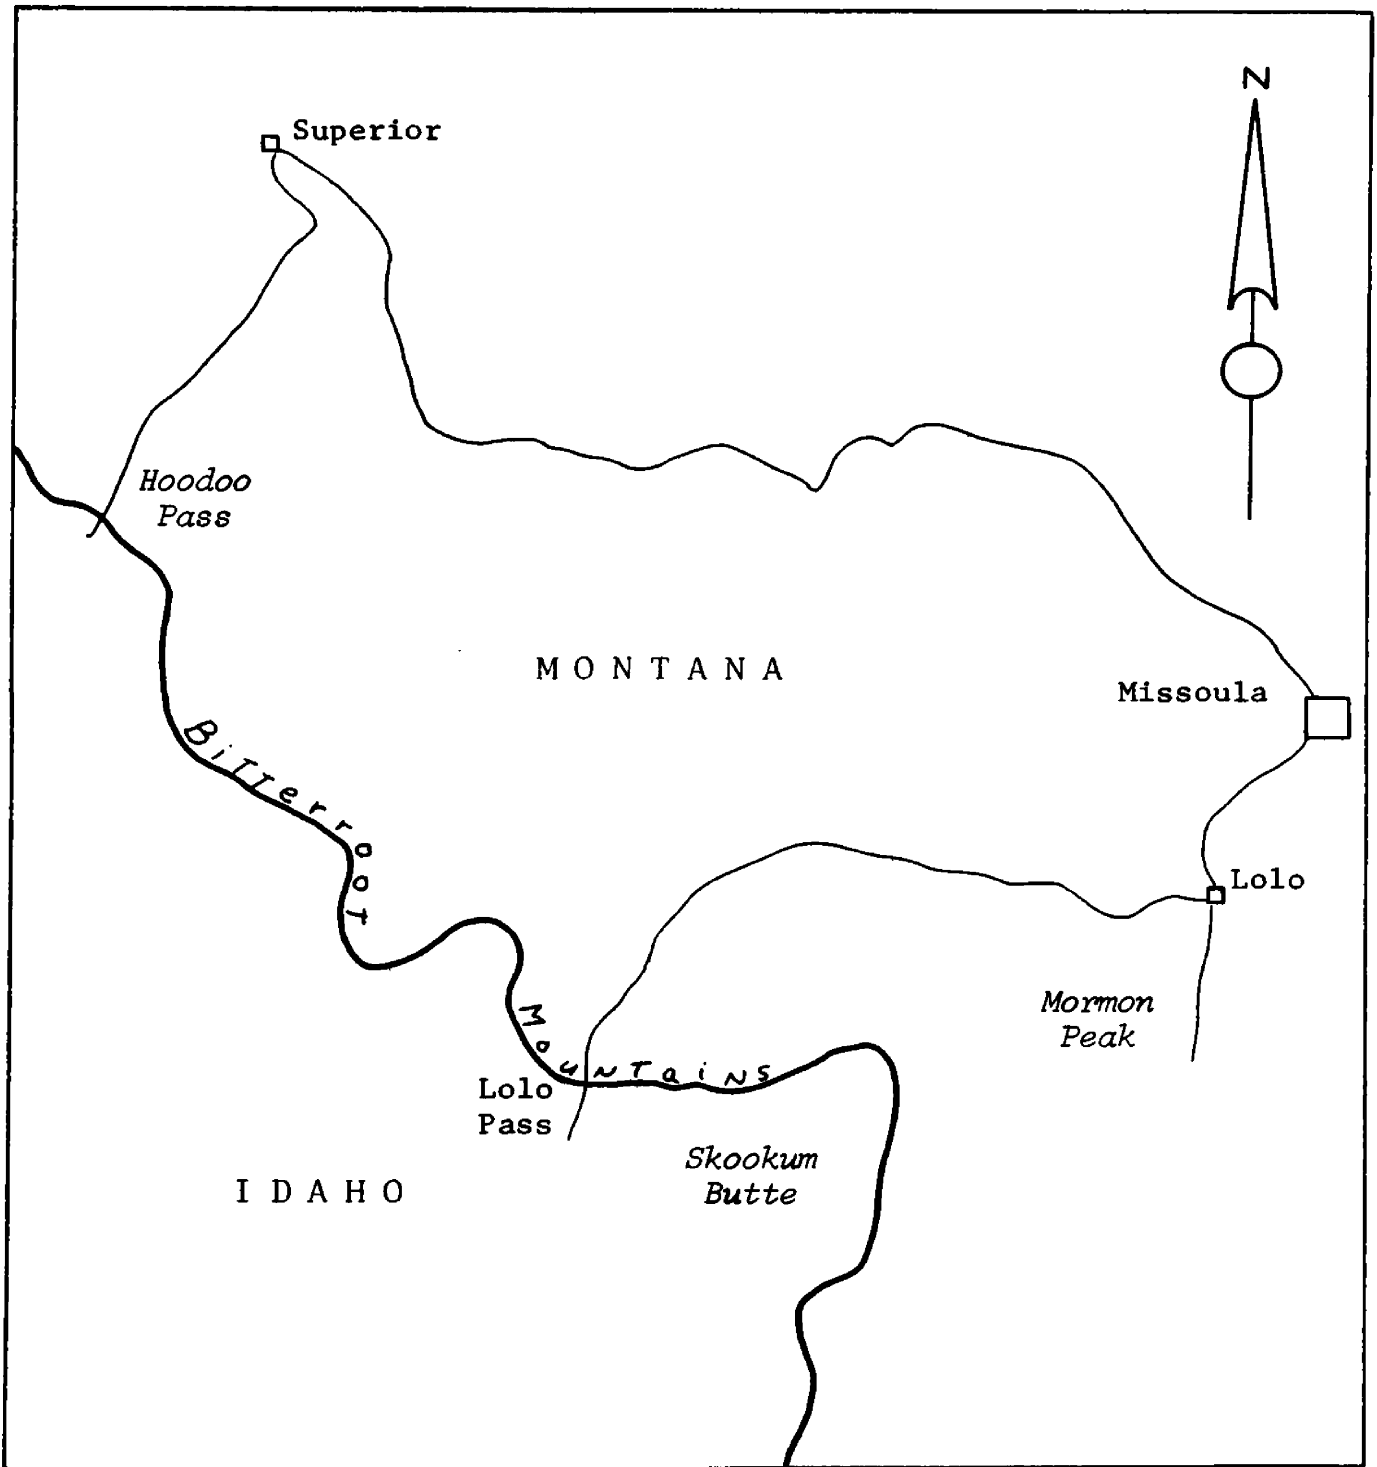 N
Superior
Hoodoo
Pass
MONTANA
Missoula
Bitterroot
Lolo
Mormon
Peak
Mountains
Lolo
Pass
Skookum
Butte
IDAHO